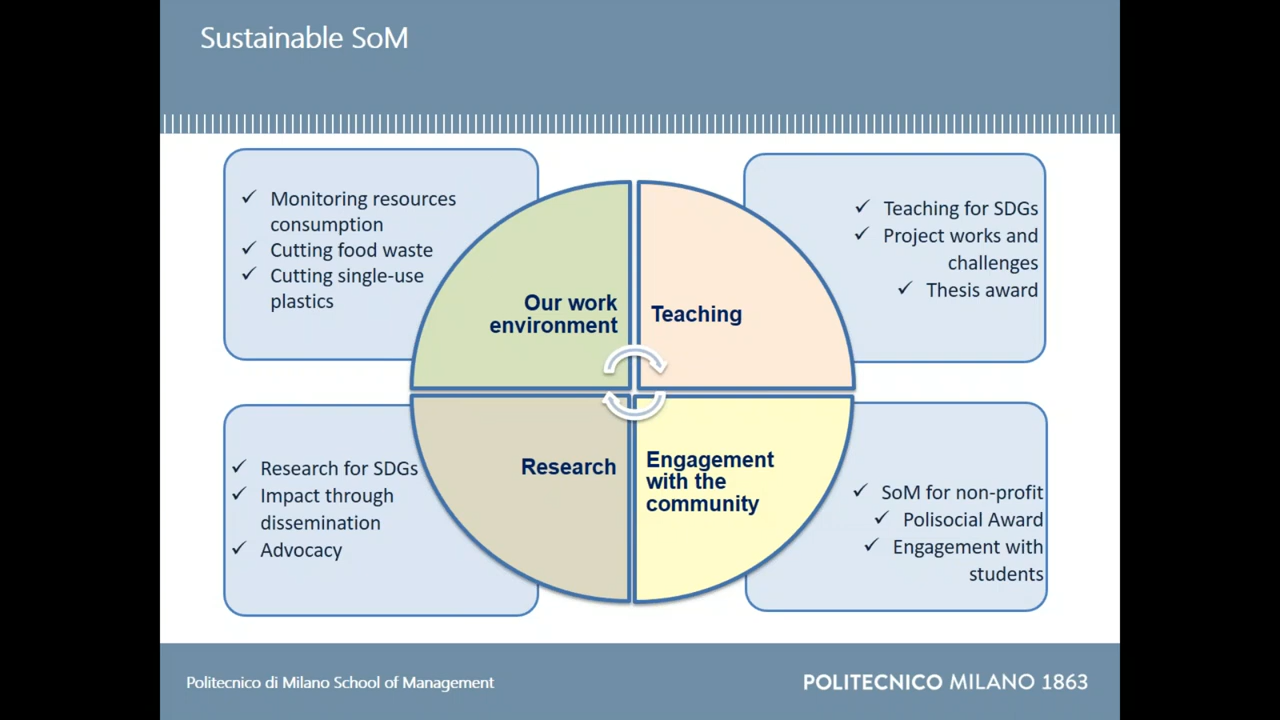 Sustainable SoM
✓ Monitoring resources
consumption
✓ Cutting food waste
✓ Cutting single-use
plastics
✓ Teaching for SDGs
✓ Project works and
challenges
✓ Thesis award
Our work
environment
Teaching
Research
Engagement
with the
community
✓ Research for SDGs
✓ Impact through
dissemination
✓ Advocacy
✓ SoM for non-profit
✓ Polisocial Award
✓ Engagement with
students
Politecnico di Milano School of Management
POLITECNICO MILANO 1863